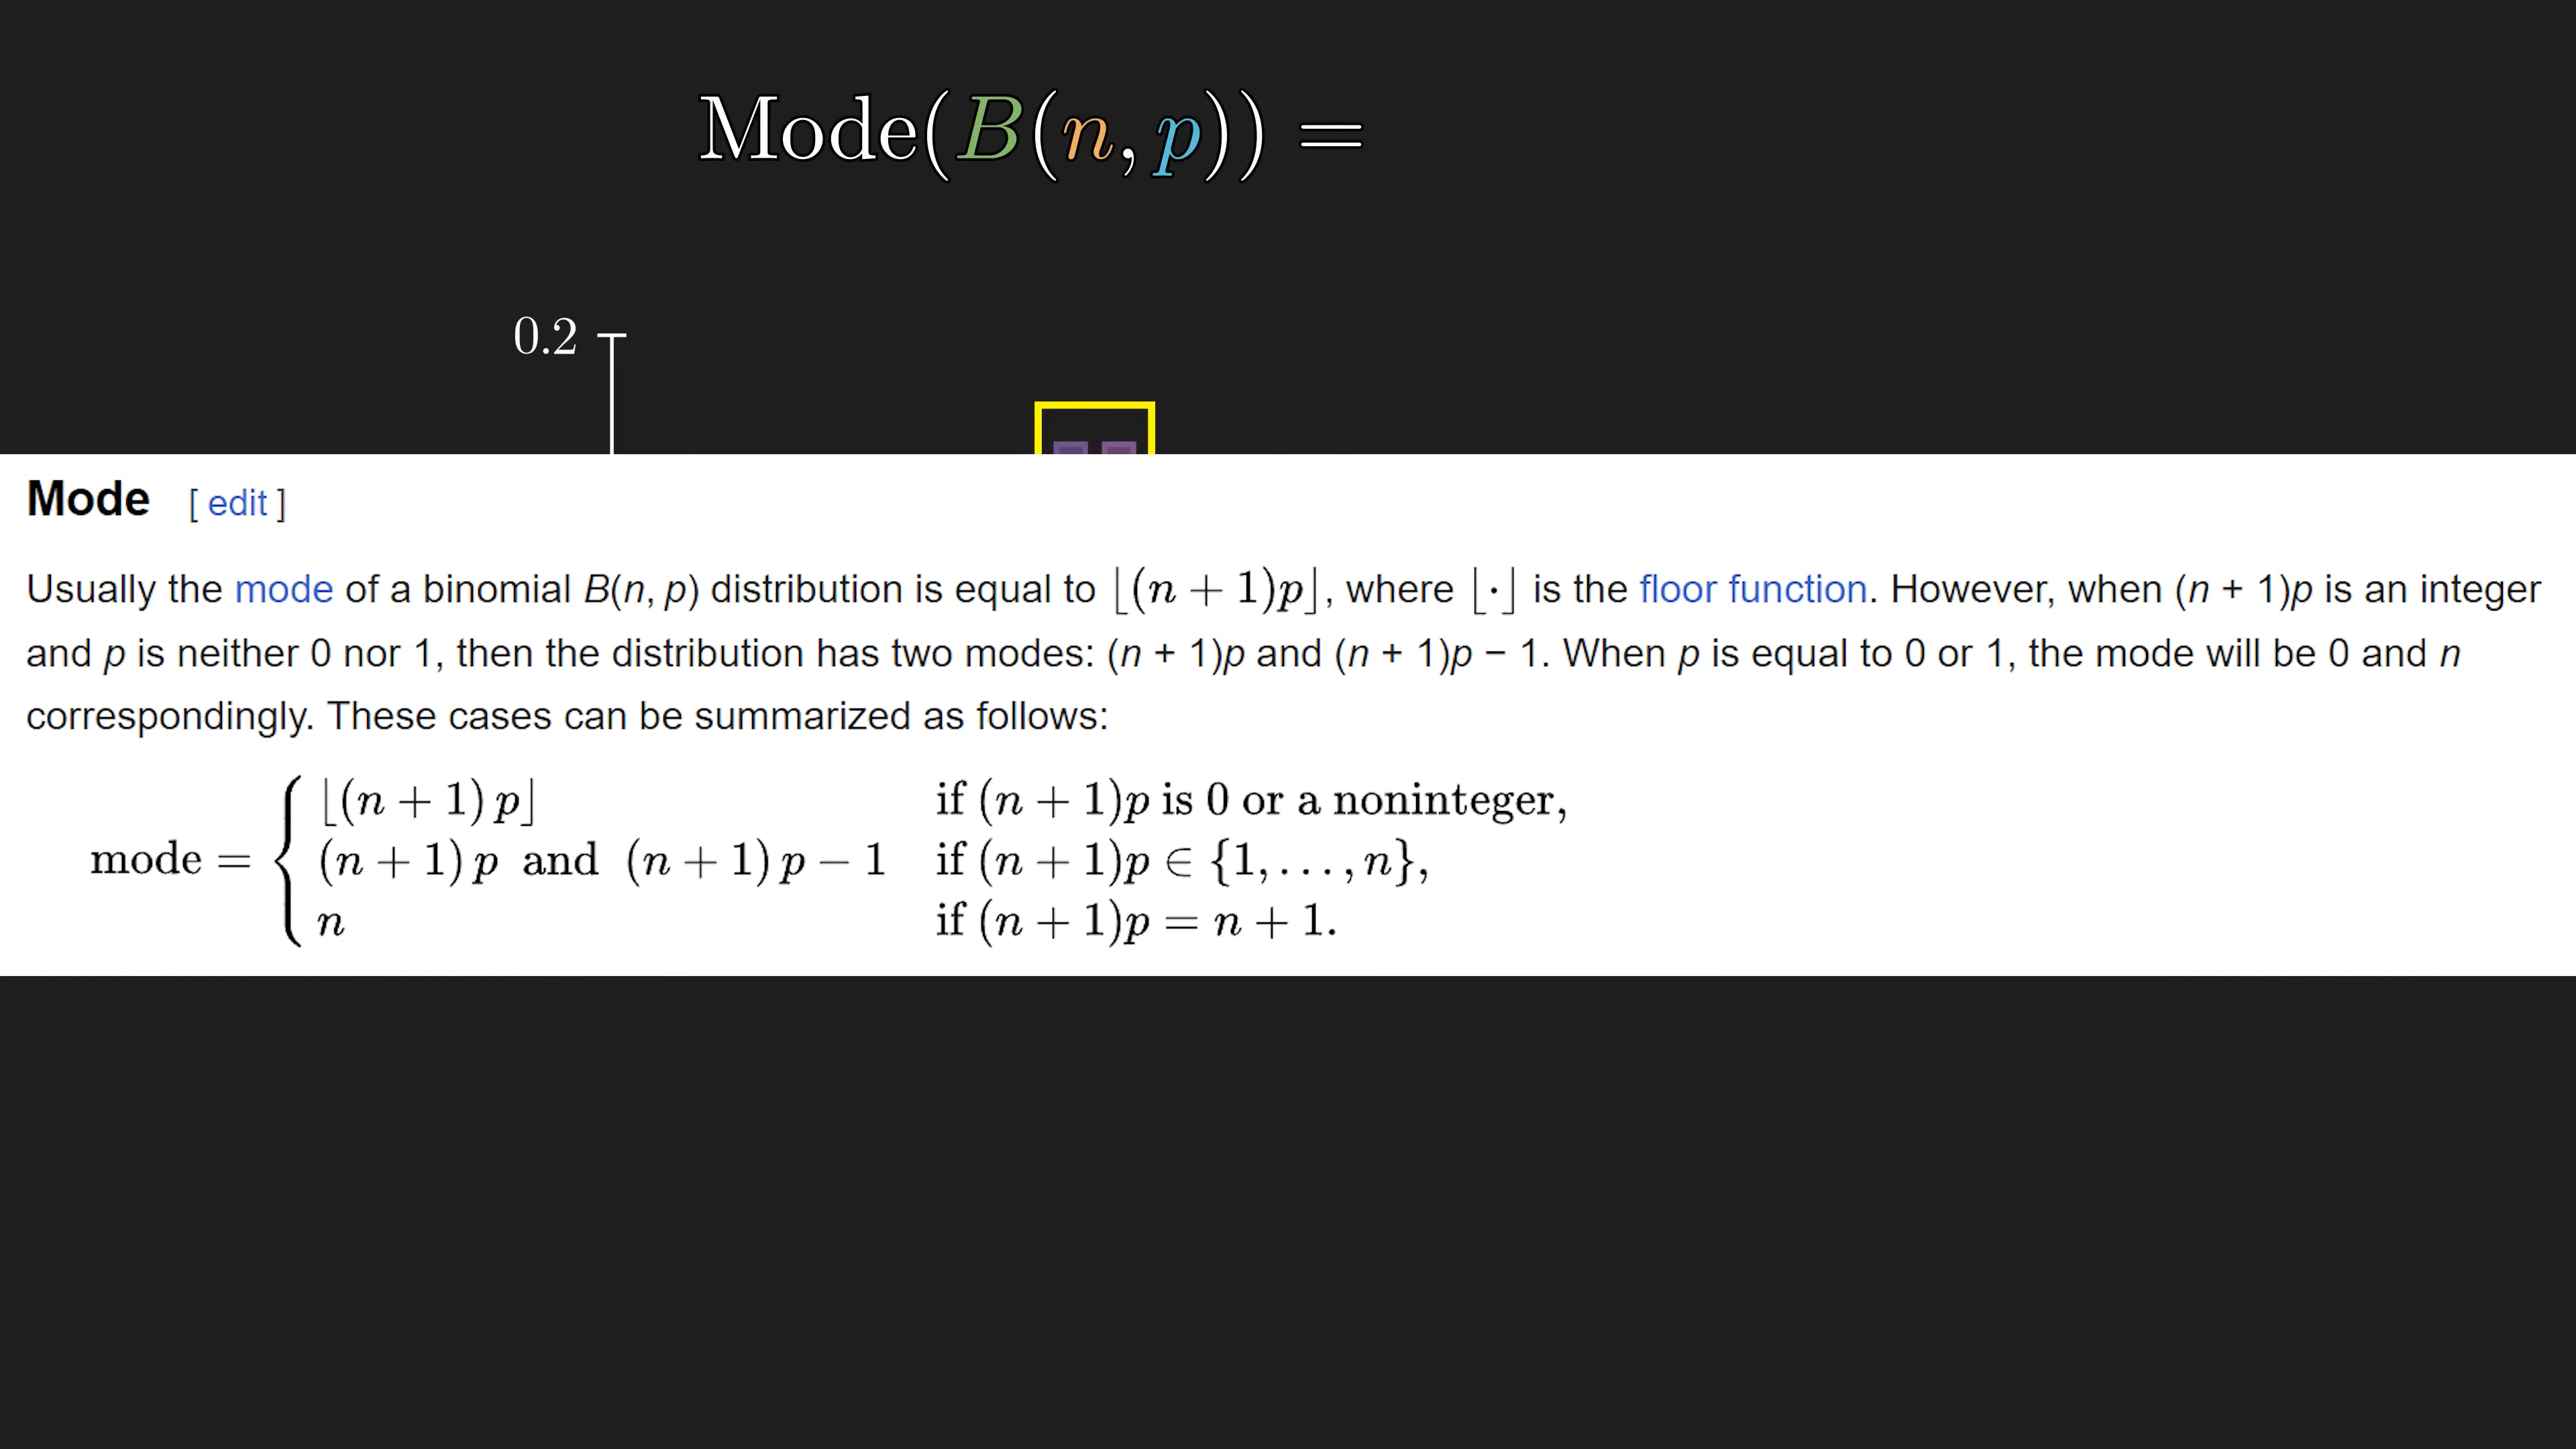 Mode(B(n, p)) =
0.2
Mode [ edit ]
Usually the mode of a binomial B(n, p) distribution is equal to ⌊(n + 1)p⌋, where ⌊·⌋ is the floor function. However, when (n + 1)p is an integer
and p is neither 0 nor 1, then the distribution has two modes: (n + 1)p and (n + 1)p − 1. When p is equal to 0 or 1, the mode will be 0 and n
correspondingly. These cases can be summarized as follows:
mode = { ⌊(n + 1) p⌋ if (n + 1)p is 0 or a noninteger,
(n + 1) p and (n + 1) p − 1 if (n + 1)p ∈ {1, . . . , n},
n if (n + 1)p = n + 1.